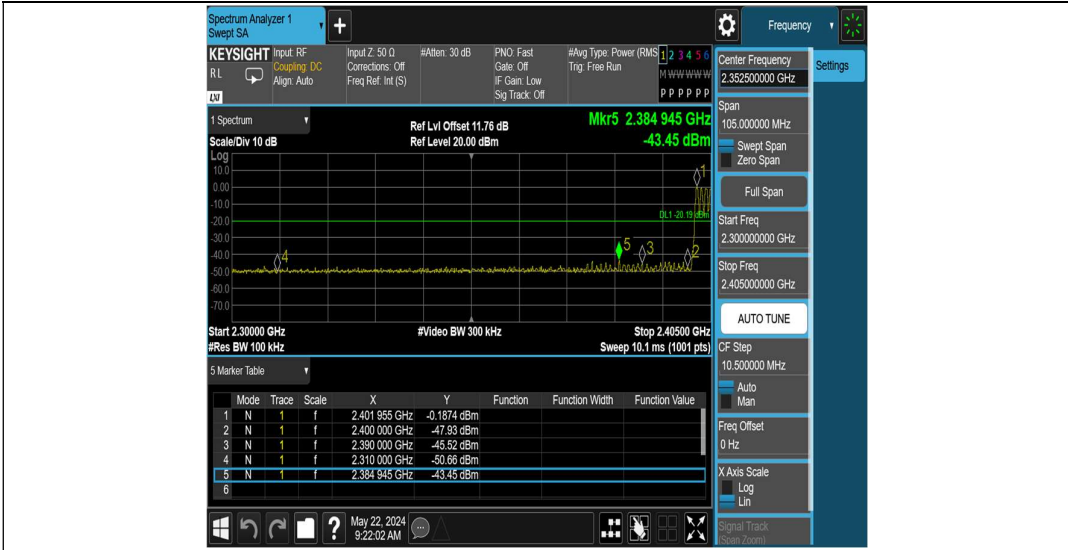 Spectrum Analyzer 1
Swept SA
Frequency
KEYSIGHT Input: RF Input Z: 50 Ω #Atten: 30 dB PNO: Fast #Avg Type: Power (RMS 1 2 3 4 5 6
RL Coupling: DC Corrections: Off Gate: Off Trig: Free Run M W W W W W
Align: Auto Freq Ref: Int (S) IF Gain: Low
LXI Sig Track: Off P P P P P P
1 Spectrum
Ref Lvl Offset 11.76 dB Mkr5 2.384 945 GHz
Scale/Div 10 dB Ref Level 20.00 dBm -43.45 dBm
Log
10.0
0.00
-10.0
-20.0
-30.0
-40.0
-50.0
-60.0
-70.0
1
DL1 -20.19 dBm
5 3 2
4
Start 2.30000 GHz #Video BW 300 kHz Stop 2.40500 GHz
#Res BW 100 kHz Sweep 10.1 ms (1001 pts)
5 Marker Table
Mode Trace Scale X Y Function Function Width Function Value
1 N 1 f 2.401 955 GHz -0.1874 dBm
2 N 1 f 2.400 000 GHz -47.93 dBm
3 N 1 f 2.390 000 GHz -45.52 dBm
4 N 1 f 2.310 000 GHz -50.66 dBm
5 N 1 f 2.384 945 GHz -43.45 dBm
6
May 22, 2024
9:22:02 AM
Settings
Center Frequency
2.352500000 GHz
Span
105.000000 MHz
Swept Span
Zero Span
Full Span
Start Freq
2.300000000 GHz
Stop Freq
2.405000000 GHz
AUTO TUNE
CF Step
10.500000 MHz
Auto
Man
Freq Offset
0 Hz
X Axis Scale
Log
Lin
Signal Track
(Span Zoom)